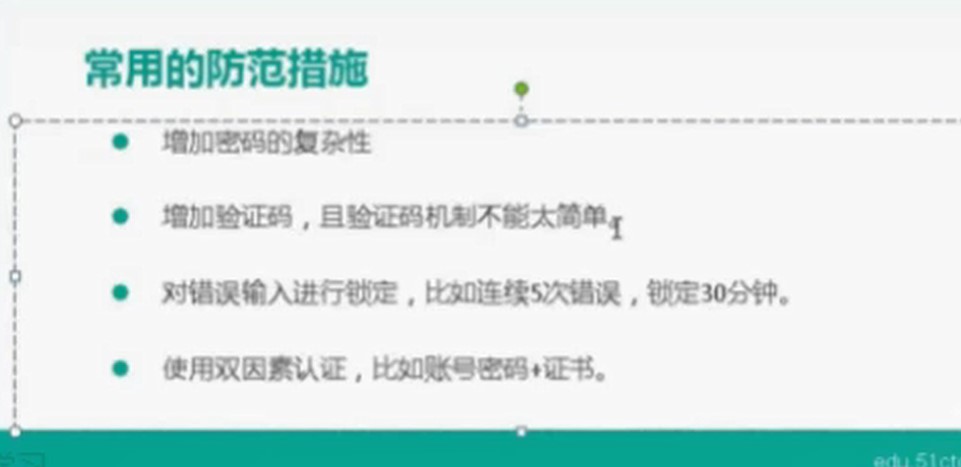 常用的防范措施
增加密码的复杂性
增加验证码，且验证码机制不能太简单。
对错误输入进行锁定，比如连续5次错误，锁定30分钟。
使用双因素认证，比如账号密码+证书。
学习
edu.51ct